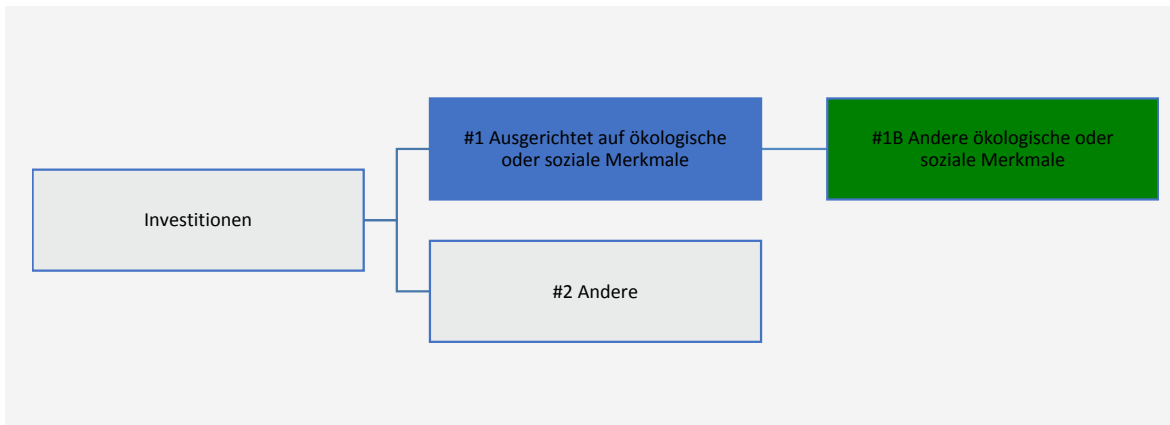 #1 Ausgerichtet auf ökologische
oder soziale Merkmale
#1B Andere ökologische oder
soziale Merkmale
Investitionen
#2 Andere